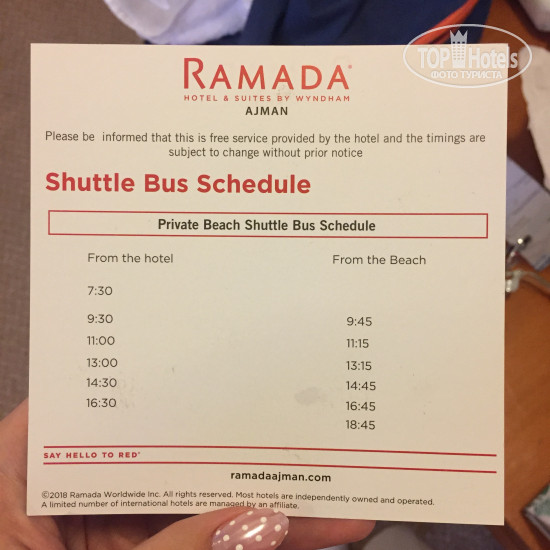 TOPHotels
ФОТО ТУРИСТА
RAMADA®
HOTEL & SUITES BY WYNDHAM
AJMAN
Please be informed that this is free service provided by the hotel and the timings are
subject to change without prior notice
Shuttle Bus Schedule
Private Beach Shuttle Bus Schedule
From the hotel From the Beach
7:30
9:30 9:45
11:00 11:15
13:00 13:15
14:30 14:45
16:30 16:45
18:45
SAY HELLO TO RED®
ramadaajman.com
©2018 Ramada Worldwide Inc. All rights reserved. Most hotels are independently owned and operated.
A limited number of international hotels are managed by an affiliate.